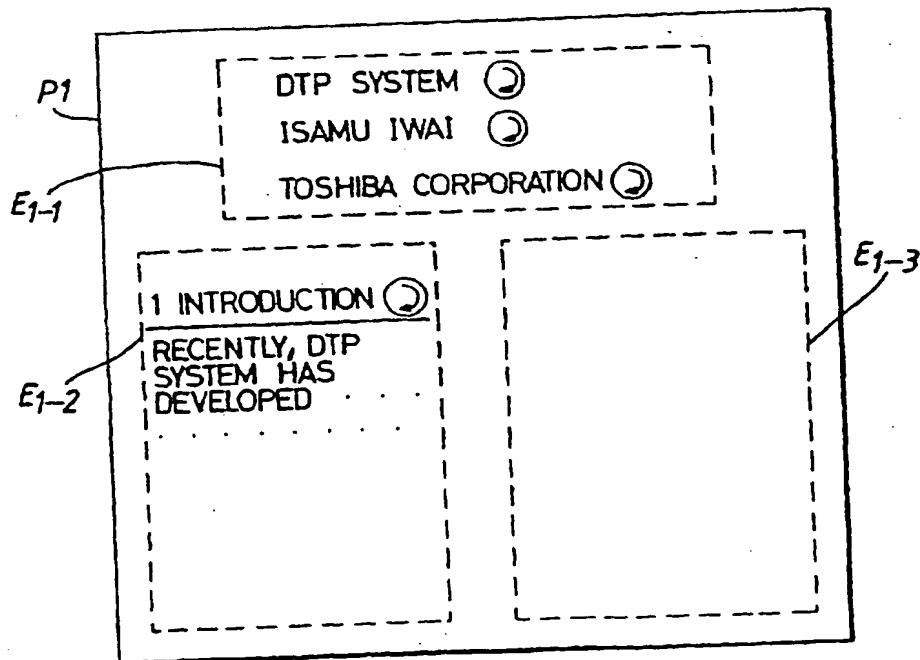 P1
DTP SYSTEM
ISAMU IWAI
TOSHIBA CORPORATION
E1-1
E1-3
1 INTRODUCTION
RECENTLY, DTP
SYSTEM HAS
DEVELOPED . . . .
. . . . . . . . .
E1-2